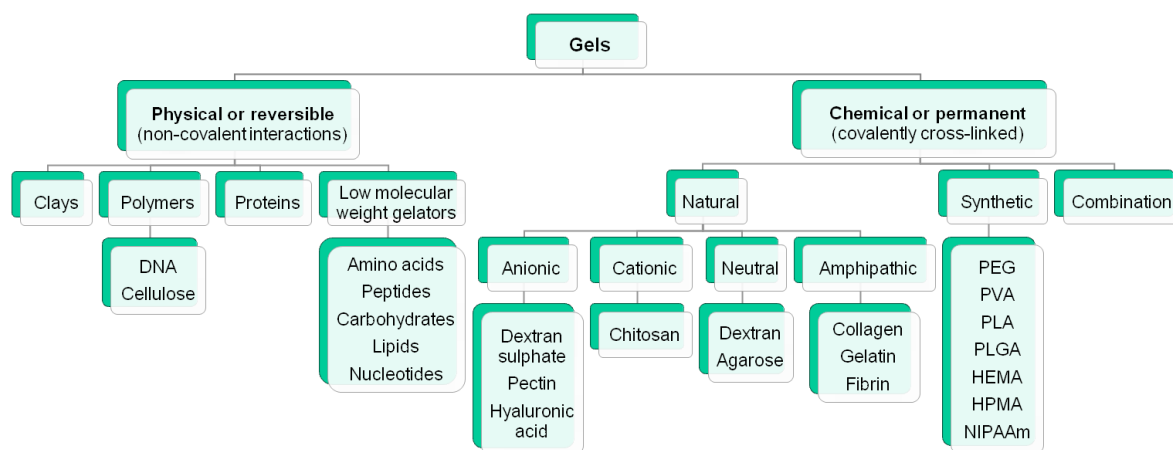 Gels
Physical or reversible
(non-covalent interactions)
Chemical or permanent
(covalently cross-linked)
Clays
Polymers
Proteins
Low molecular
weight gelators
Natural
Synthetic
Combination
DNA
Cellulose
Amino acids
Peptides
Carbohydrates
Lipids
Nucleotides
Anionic
Cationic
Neutral
Amphipathic
Dextran
sulphate
Pectin
Hyaluronic
acid
Chitosan
Dextran
Agarose
Collagen
Gelatin
Fibrin
PEG
PVA
PLA
PLGA
HEMA
HPMA
NIPAAm